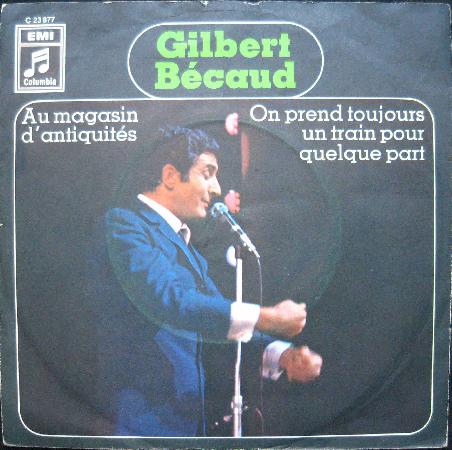 C 23 877
EMI
Columbia
Gilbert
Bécaud
Au magasin
d'antiquités
On prend toujours
un train pour
quelque part